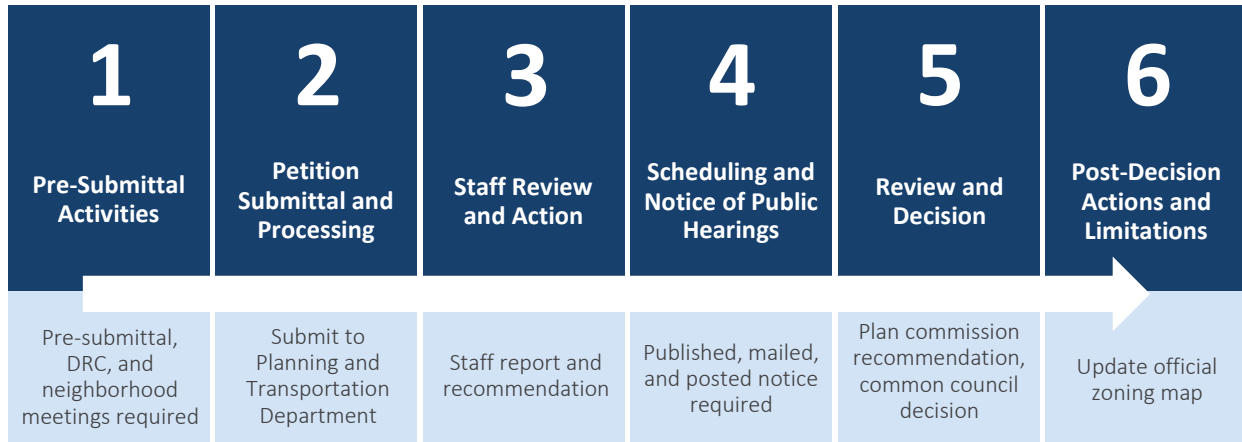 1
Pre-Submittal
Activities
Pre-submittal,
DRC, and
neighborhood
meetings required
2
Petition
Submittal and
Processing
Submit to
Planning and
Transportation
Department
3
Staff Review
and Action
Staff report and
recommendation
4
Scheduling and
Notice of Public
Hearings
Published, mailed,
and posted notice
required
5
Review and
Decision
Plan commission
recommendation,
common council
decision
6
Post-Decision
Actions and
Limitations
Update official
zoning map